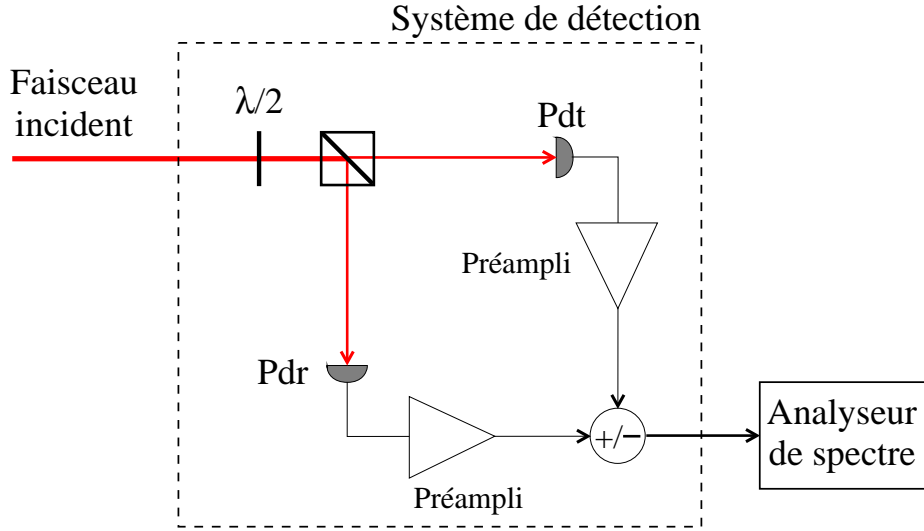 Système de détection
Faisceau
incident
λ/2
Pdt
Préampli
Pdr
+/−
Préampli
Analyseur
de spectre